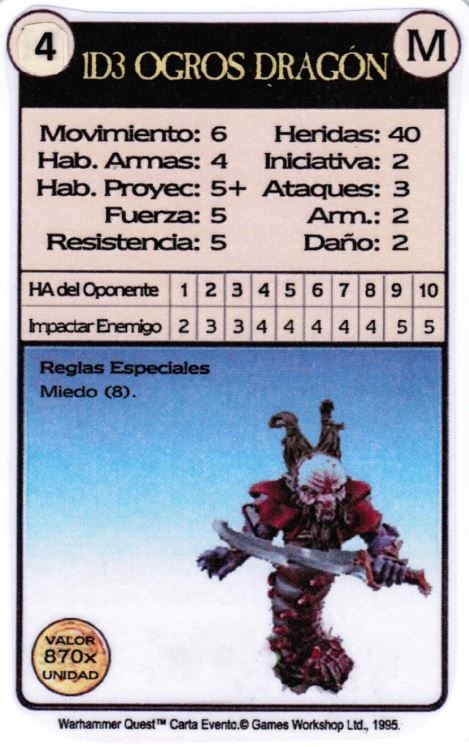 4
M
1D3 OGROS DRAGÓN
Movimiento: 6 Heridas: 40
Hab. Armas: 4 Iniciativa: 2
Hab. Proyec: 5+ Ataques: 3
Fuerza: 5 Arm.: 2
Resistencia: 5 Daño: 2
HA del Oponente 1 2 3 4 5 6 7 8 9 10
Impactar Enemigo 2 3 3 4 4 4 4 4 5 5
Reglas Especiales
Miedo (8).
VALOR
870x
UNIDAD
Warhammer Quest™ Carta Evento.© Games Workshop Ltd., 1995.